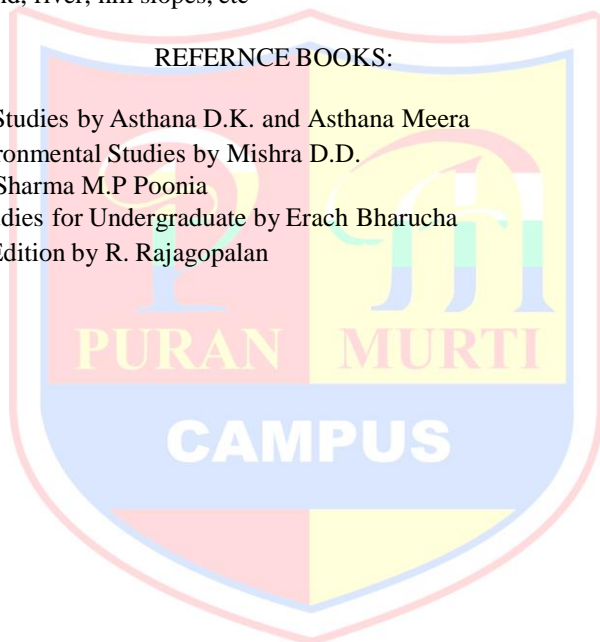 nd, river, hill slopes, etc
REFERNCE BOOKS:
Studies by Asthana D.K. and Asthana Meera
ronmental Studies by Mishra D.D.
Sharma M.P Poonia
dies for Undergraduate by Erach Bharucha
Edition by R. Rajagopalan
PURAN MURTI
CAMPUS